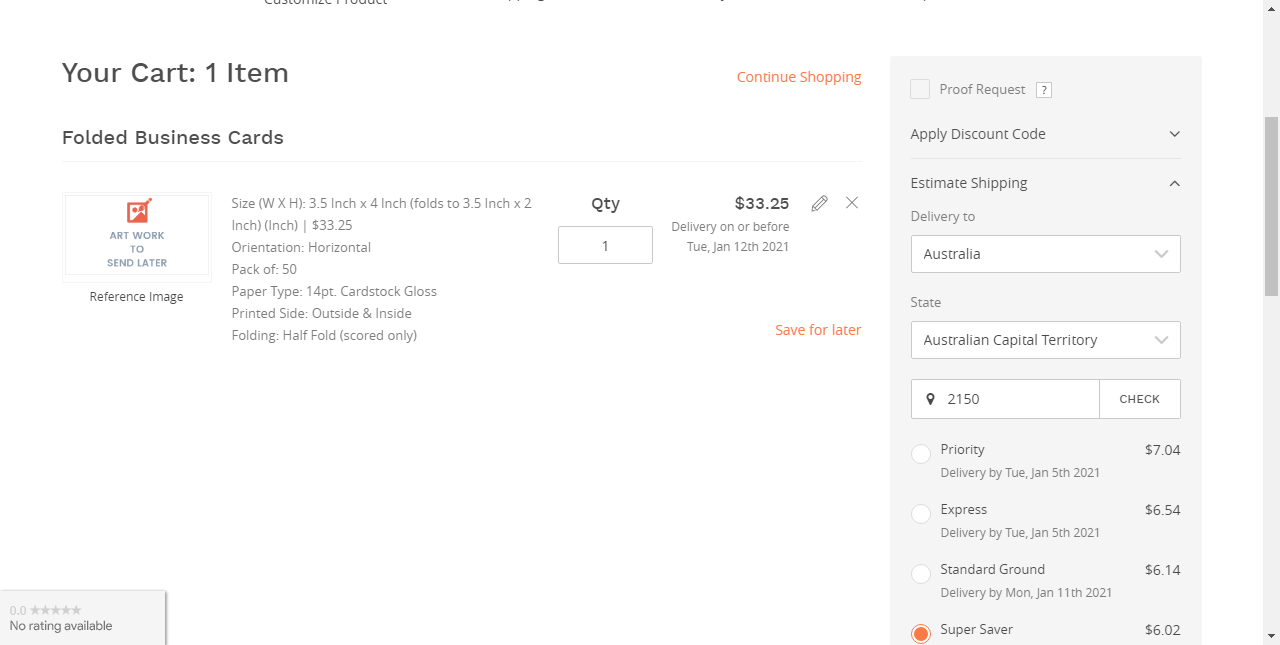 Customize Product
Your Cart: 1 Item
Continue Shopping
Folded Business Cards
ART WORK
TO
SEND LATER
Reference Image
Size (W X H): 3.5 Inch x 4 Inch (folds to 3.5 Inch x 2
Inch) (Inch) | $33.25
Orientation: Horizontal
Pack of: 50
Paper Type: 14pt. Cardstock Gloss
Printed Side: Outside & Inside
Folding: Half Fold (scored only)
Qty
1
$33.25
Delivery on or before
Tue, Jan 12th 2021
Save for later
Proof Request ?
Apply Discount Code
Estimate Shipping
Delivery to
Australia
State
Australian Capital Territory
2150
CHECK
Priority $7.04
Delivery by Tue, Jan 5th 2021
Express $6.54
Delivery by Tue, Jan 5th 2021
Standard Ground $6.14
Delivery by Mon, Jan 11th 2021
Super Saver $6.02
0.0
No rating available